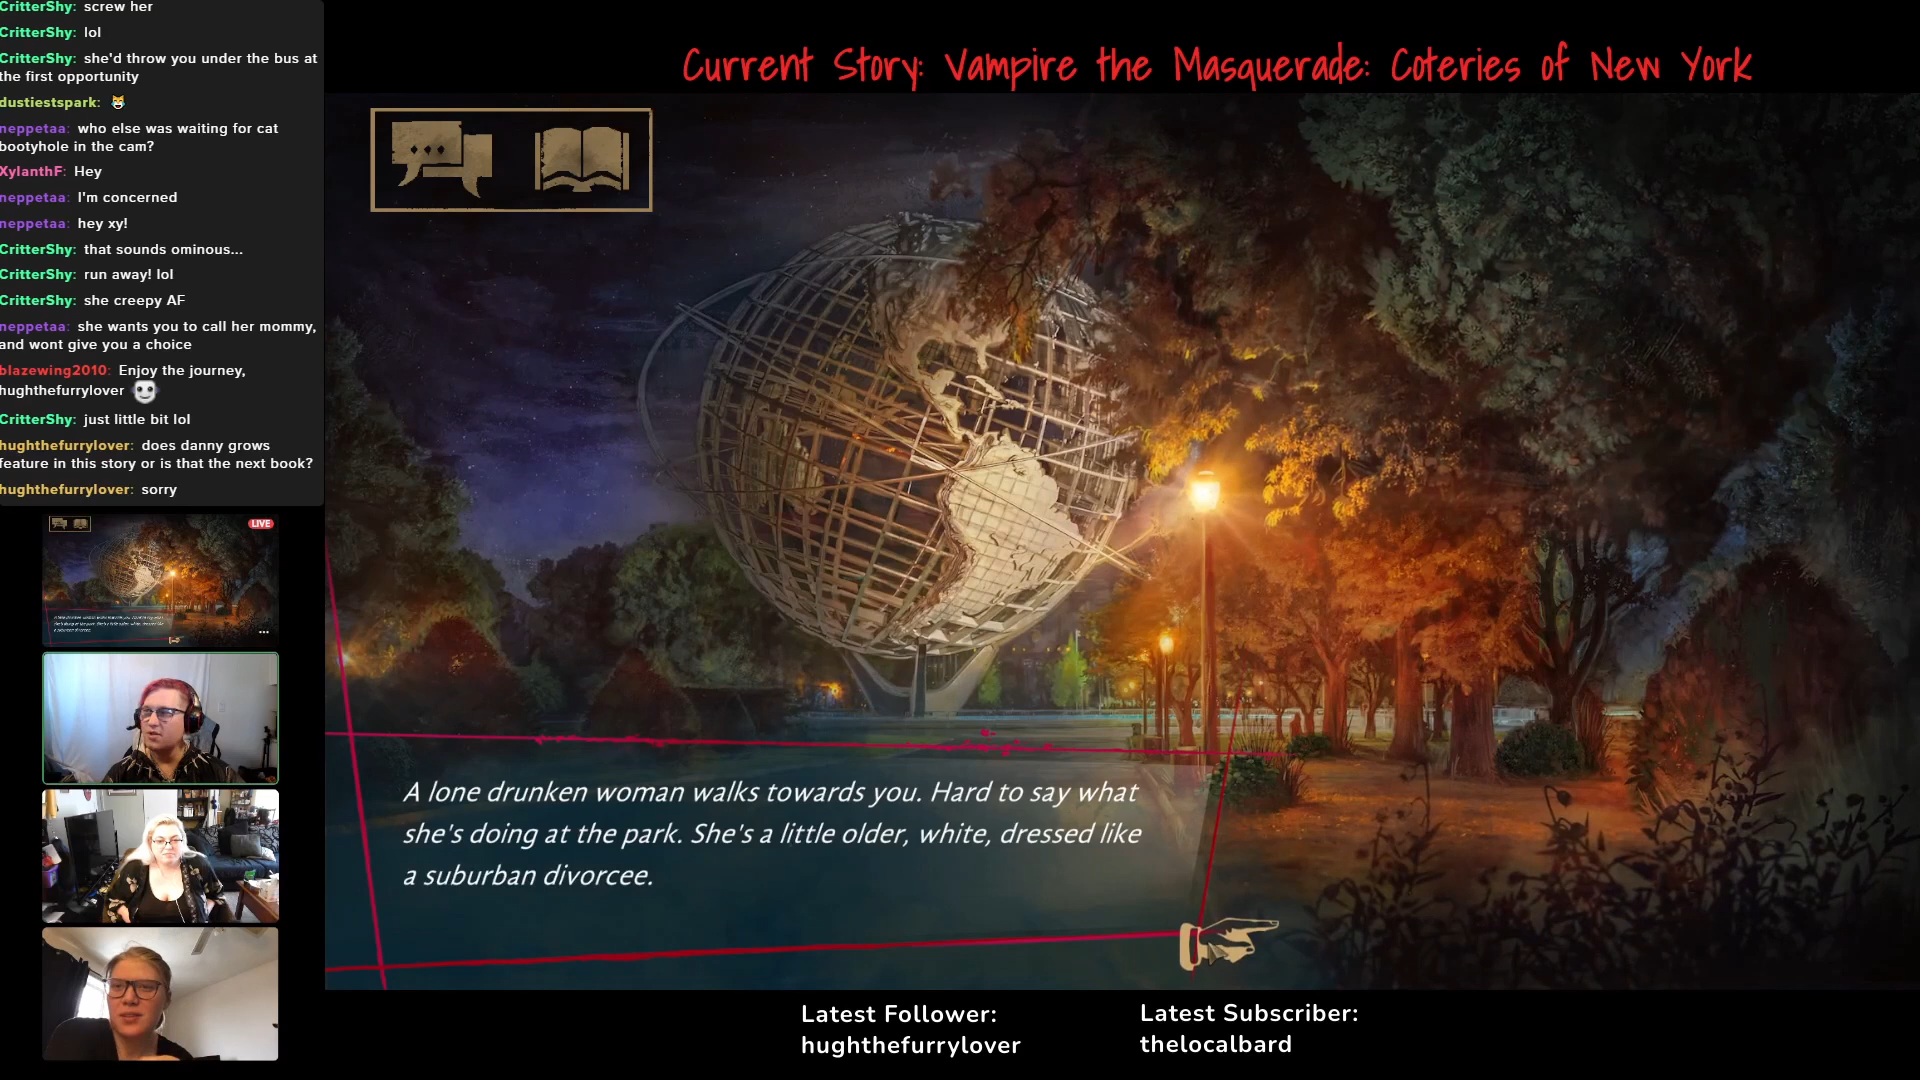 CritterShy: screw her
CritterShy: lol
CritterShy: she'd throw you under the bus at
the first opportunity
dustiestspark:
neppetaa: who else was waiting for cat
bootyhole in the cam?
XylanthF: Hey
neppetaa: I'm concerned
neppetaa: hey xy!
CritterShy: that sounds ominous...
CritterShy: run away! lol
CritterShy: she creepy AF
neppetaa: she wants you to call her mommy,
and wont give you a choice
blazewing2010: Enjoy the journey,
hughthefurrylover
CritterShy: just little bit lol
hughthefurrylover: does danny grows
feature in this story or is that the next book?
hughthefurrylover: sorry
Current Story: Vampire the Masquerade: Coteries of New York
LIVE
A lone drunken woman walks towards you. Hard to say what
she's doing at the park. She's a little older, white, dressed like
a suburban divorcee.
Latest Follower:
hughthefurrylover
Latest Subscriber:
thelocalbard